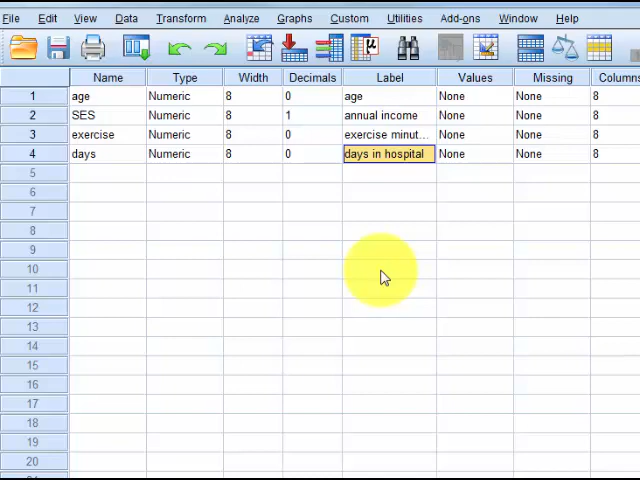 File Edit View Data Transform Analyze Graphs Custom Utilities Add-ons Window Help
Name Type Width Decimals Label Values Missing Columns
1 age Numeric 8 0 age None None 8
2 SES Numeric 8 1 annual income None None 8
3 exercise Numeric 8 0 exercise minut... None None 8
4 days Numeric 8 0 days in hospital None None 8
5
6
7
8
9
10
11
12
13
14
15
16
17
18
19
20